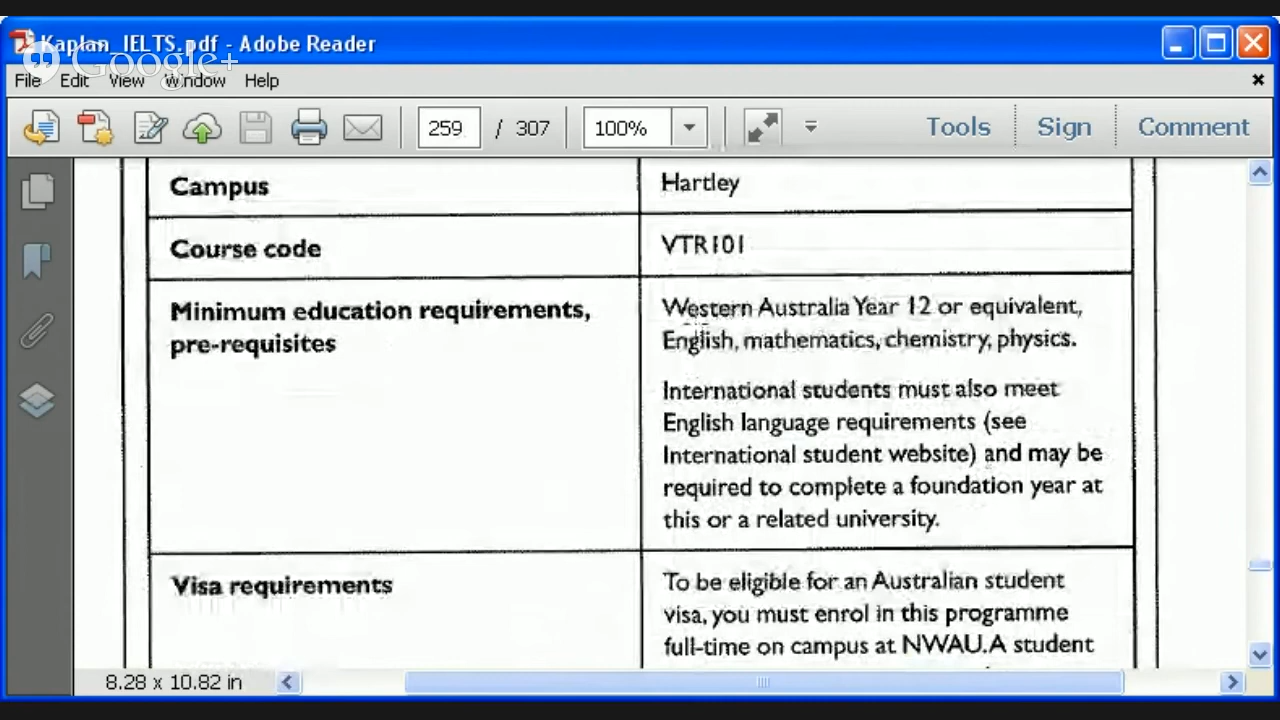 Kaplan_IELTS.pdf - Adobe Reader
Google+
File Edit View Window Help
259 / 307 100% Tools Sign Comment
Campus Hartley
Course code VTR101
Minimum education requirements,
pre-requisites
Western Australia Year 12 or equivalent,
English, mathematics, chemistry, physics.
International students must also meet
English language requirements (see
International student website) and may be
required to complete a foundation year at
this or a related university.
Visa requirements
To be eligible for an Australian student
visa, you must enrol in this programme
full-time on campus at NWAU. A student
8.28 x 10.82 in